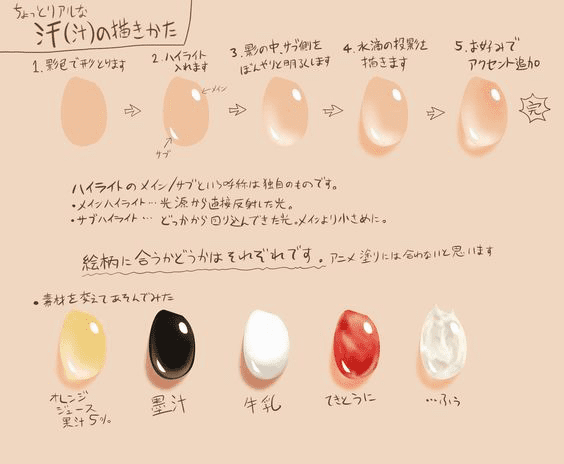 ちょっとリアルな
汗(汁)の描きかた
1.影色で形とります
2.ハイライト
入れます
メイン
サブ
3.影の中、サブ側を
ぼんやりと明るくします
4.水滴の投影を
描きます
5.お好みで
アクセント追加
完
ハイライトのメイン/サブという呼称は独自のものです。
・メインハイライト…光源から直接反射した光。
・サブハイライト…どっかから回り込んできた光。メインより小さめに。
絵柄に合うかどうかはそれぞれです。アニメ塗りには合わないと思います
・素材を変えてあそんでみた
オレンジ
ジュース
果汁5%
墨汁
牛乳
てきとうに
…ふぅ